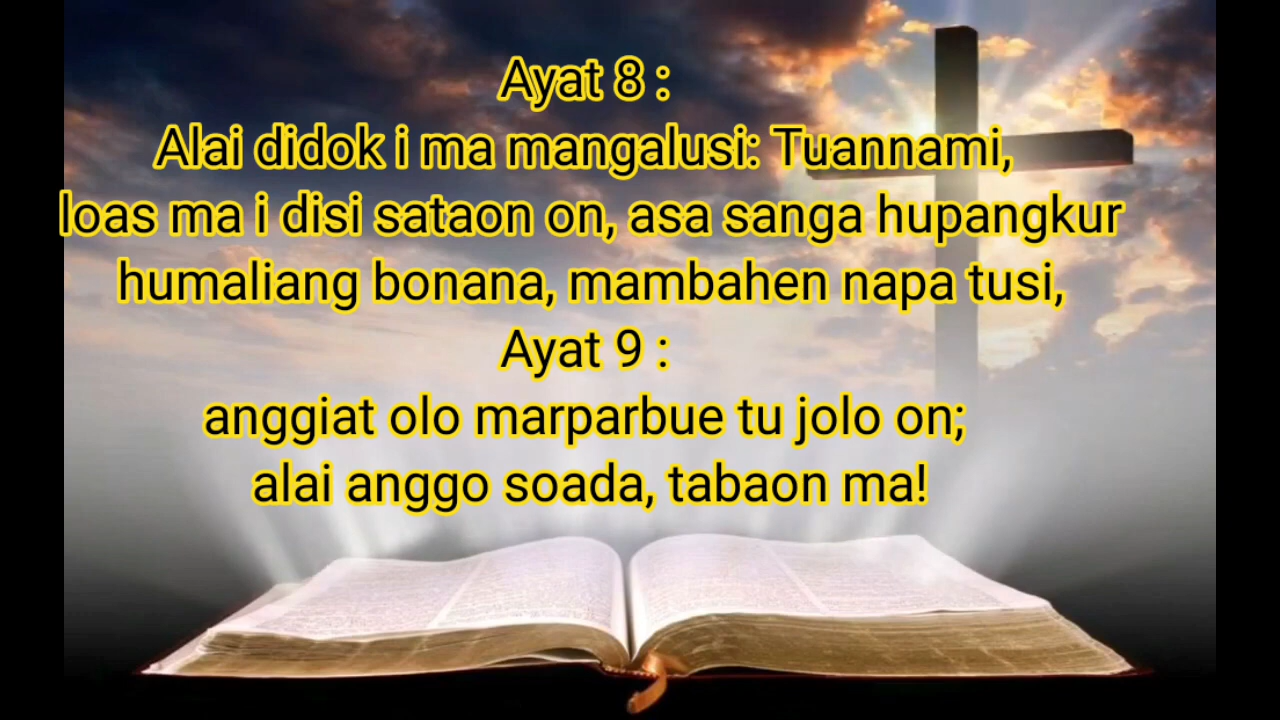 Ayat 8 :
Alai didok i ma mangalusi: Tuannami,
loas ma i disi sataon on, asa sanga hupangkur
humaliang bonana, mambahen napa tusi,
Ayat 9 :
anggiat olo marparbue tu jolo on;
alai anggo soada, tabaon ma!